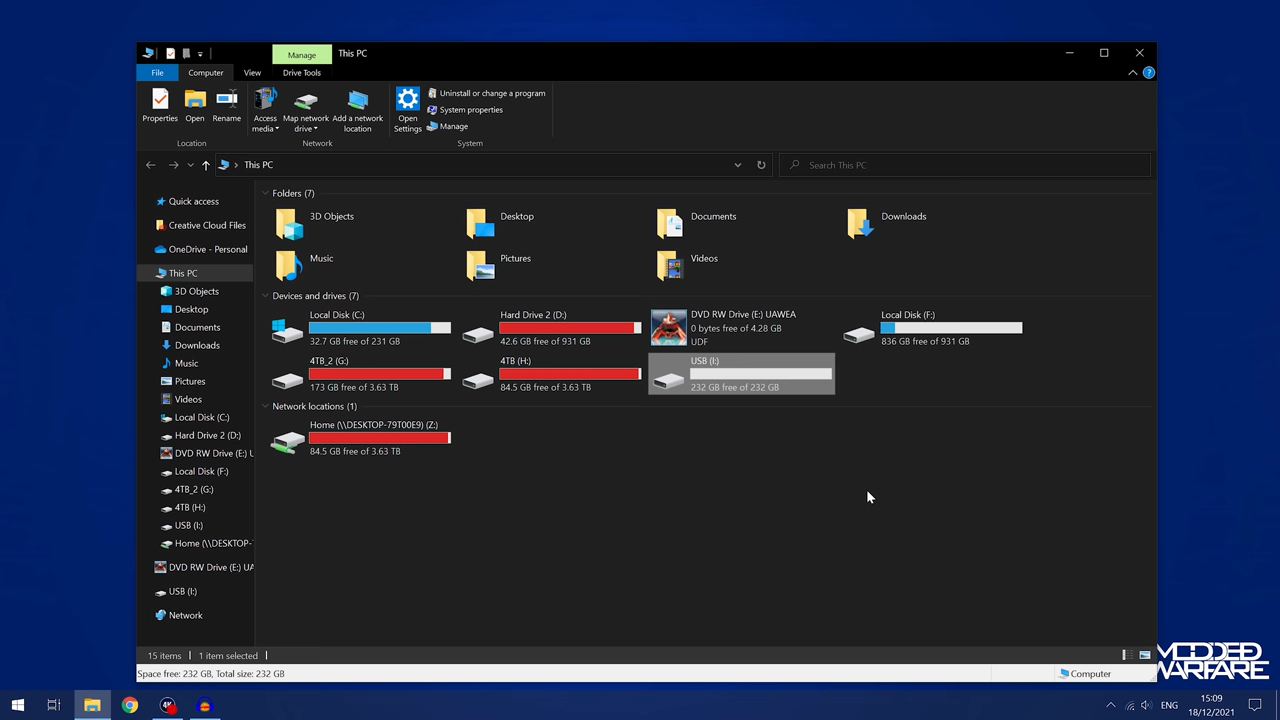 Manage
This PC
File
Computer
View
Drive Tools
Properties
Open
Rename
Access media
Map network drive
Add a network location
Open Settings
Uninstall or change a program
System properties
Manage
Location
Network
System
This PC
Search This PC
Quick access
Creative Cloud Files
OneDrive - Personal
This PC
3D Objects
Desktop
Documents
Downloads
Music
Pictures
Videos
Local Disk (C:)
Hard Drive 2 (D:)
DVD RW Drive (E:) U
Local Disk (F:)
4TB_2 (G:)
4TB (H:)
USB (I:)
Home (\\DESKTOP-
DVD RW Drive (E:) UA
USB (I:)
Network
Folders (7)
3D Objects
Desktop
Documents
Downloads
Music
Pictures
Videos
Devices and drives (7)
Local Disk (C:)
32.7 GB free of 231 GB
Hard Drive 2 (D:)
42.6 GB free of 931 GB
DVD RW Drive (E:) UAWEA
0 bytes free of 4.28 GB
UDF
Local Disk (F:)
836 GB free of 931 GB
4TB_2 (G:)
173 GB free of 3.63 TB
4TB (H:)
84.5 GB free of 3.63 TB
USB (I:)
232 GB free of 232 GB
Network locations (1)
Home (\\DESKTOP-79T00E9) (Z:)
84.5 GB free of 3.63 TB
15 items
1 item selected
Space free: 232 GB, Total size: 232 GB
Computer
MODDED
WARFARE
4K
ENG
15:09
18/12/2021